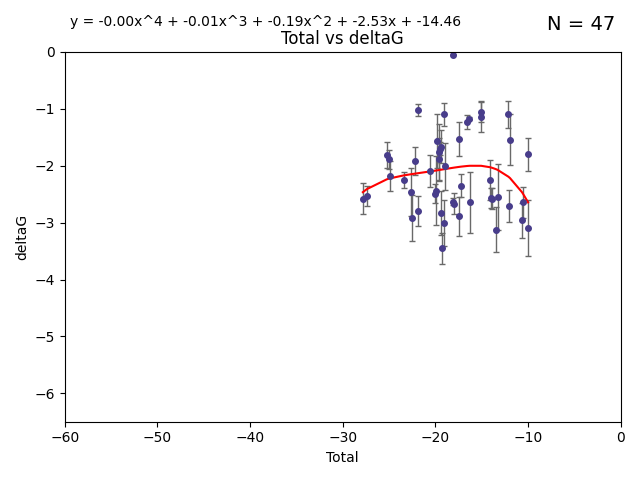 y = -0.00x^4 + -0.01x^3 + -0.19x^2 + -2.53x + -14.46
N = 47
Total vs deltaG
0
−1
−2
−3
−4
−5
−6
deltaG
−60 −50 −40 −30 −20 −10 0
Total